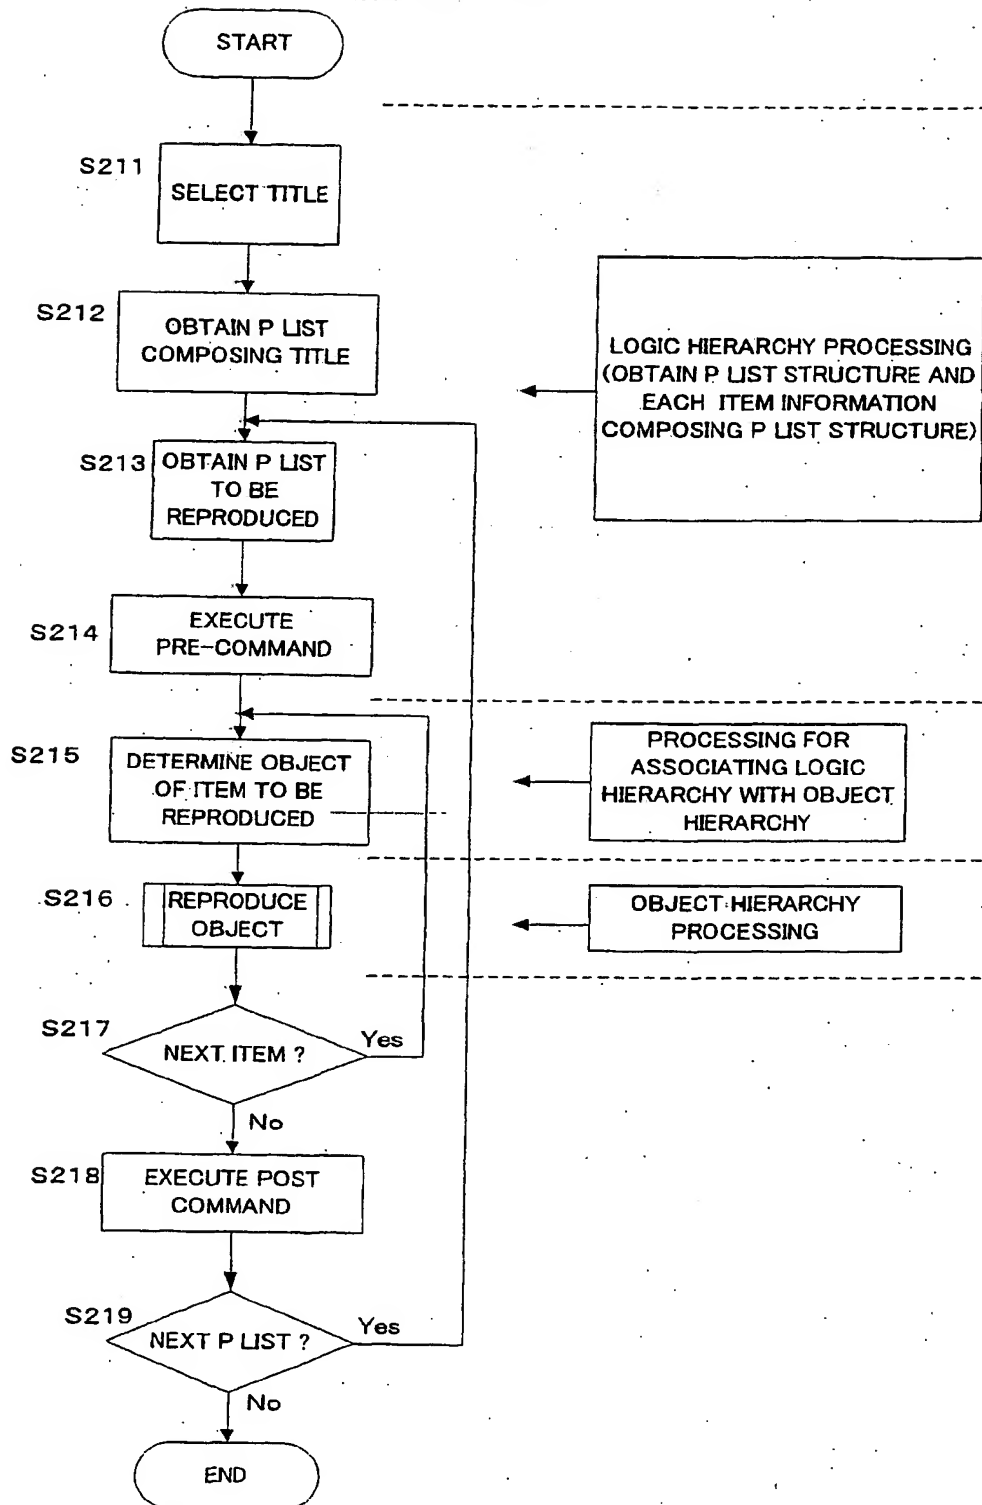 START
S211
SELECT TITLE
S212
OBTAIN P LIST
COMPOSING TITLE
LOGIC HIERARCHY PROCESSING
(OBTAIN P LIST STRUCTURE AND
EACH ITEM INFORMATION
COMPOSING P LIST STRUCTURE)
S213
OBTAIN P LIST
TO BE
REPRODUCED
S214
EXECUTE
PRE-COMMAND
S215
DETERMINE OBJECT
OF ITEM TO BE
REPRODUCED
PROCESSING FOR
ASSOCIATING LOGIC
HIERARCHY WITH OBJECT
HIERARCHY
S216
REPRODUCE
OBJECT
OBJECT HIERARCHY
PROCESSING
S217
NEXT ITEM ?
Yes
No
S218
EXECUTE POST
COMMAND
S219
NEXT P LIST ?
Yes
No
END